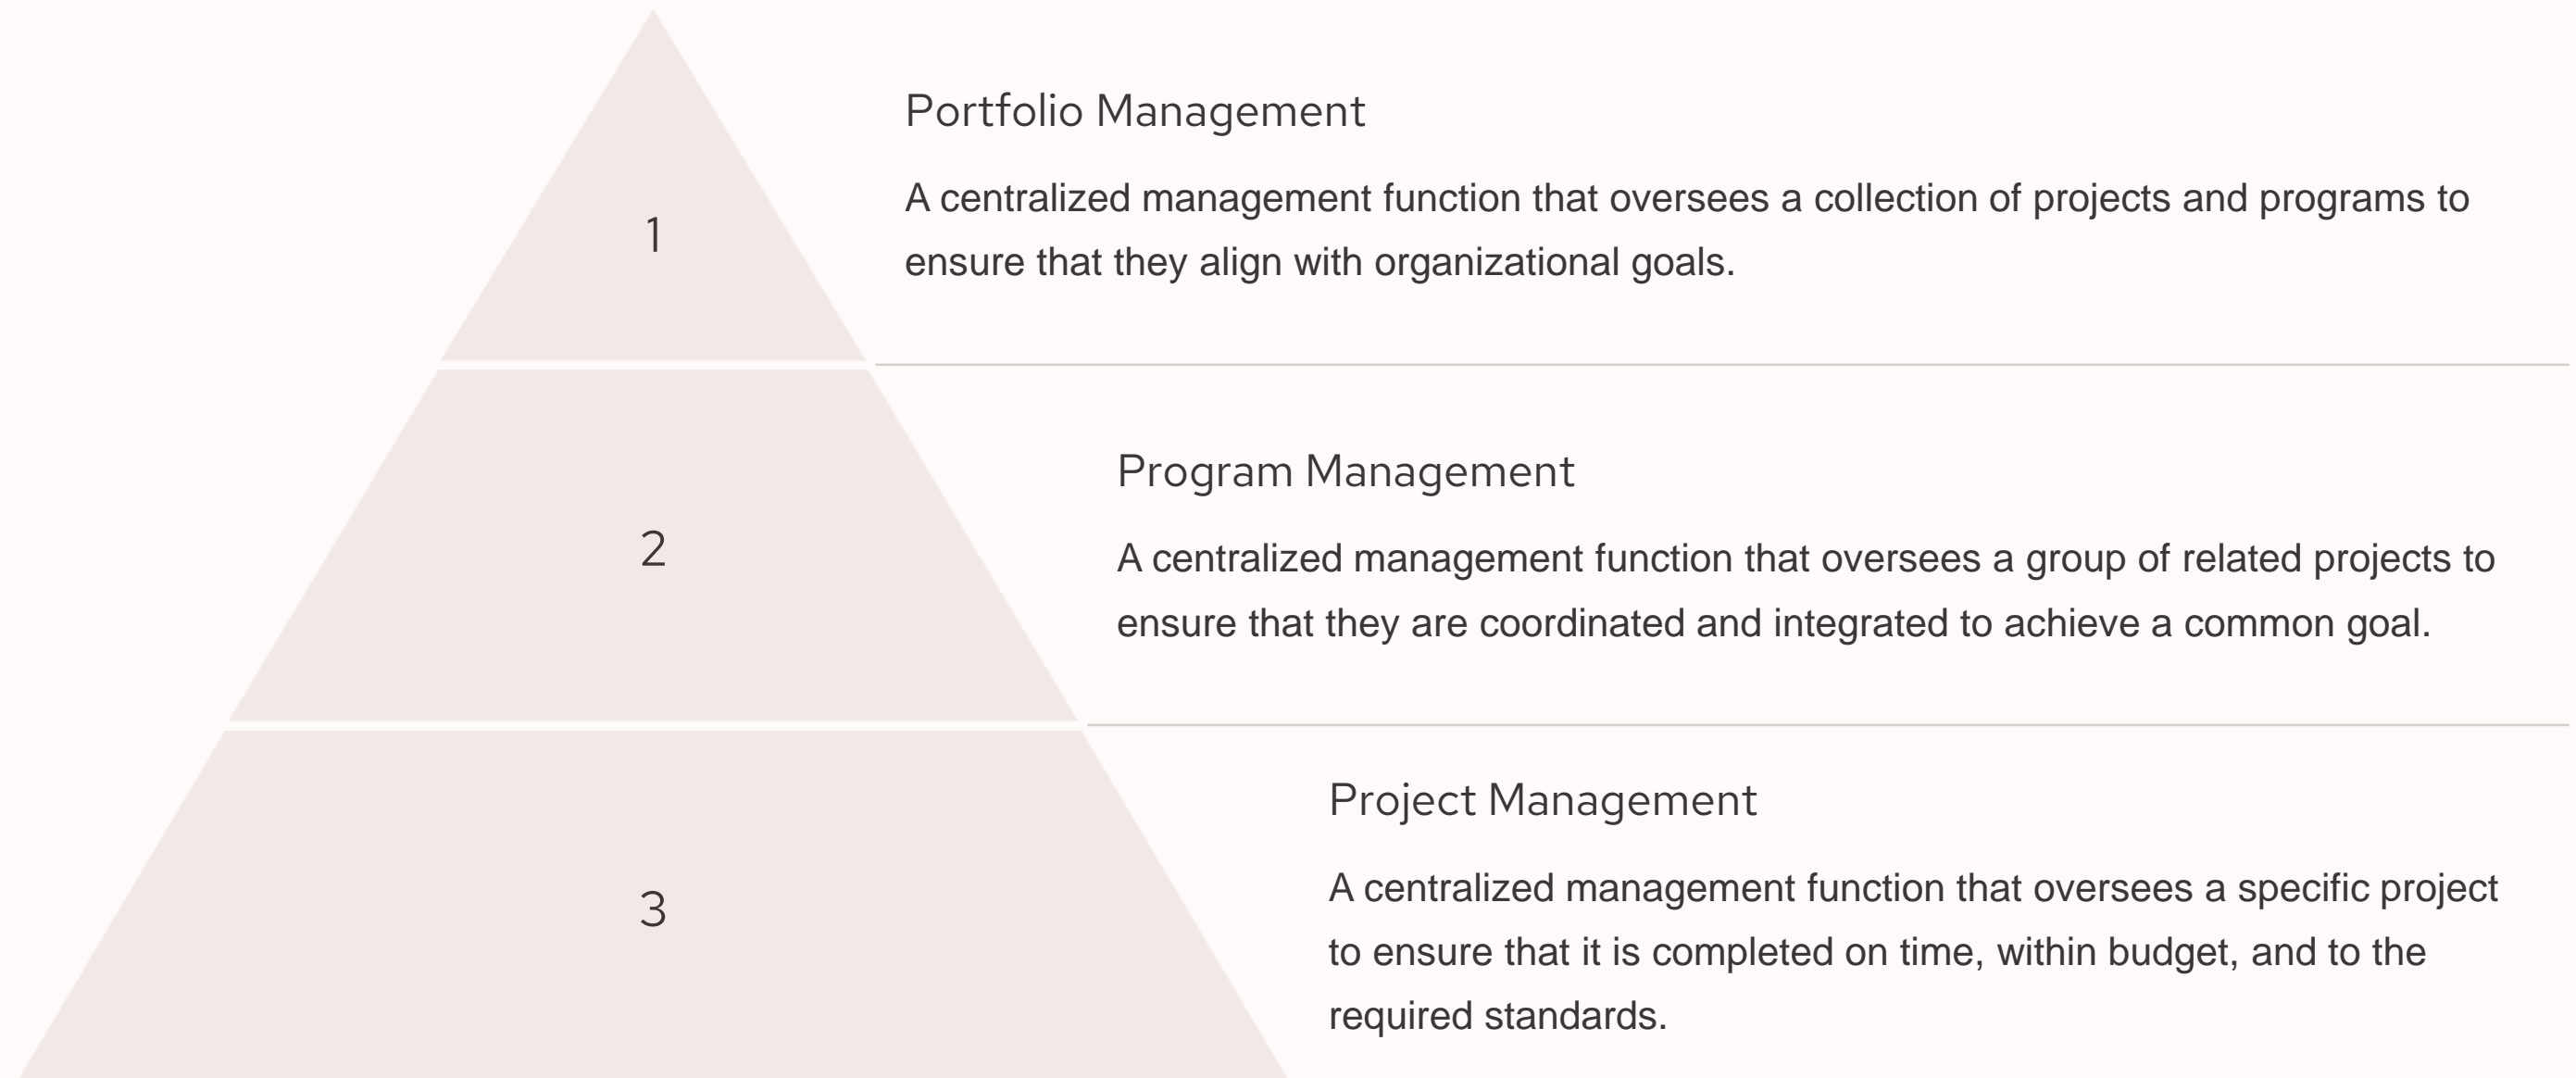 Portfolio Management
A centralized management function that oversees a collection of projects and programs to
ensure that they align with organizational goals.
1
Program Management
A centralized management function that oversees a group of related projects to
ensure that they are coordinated and integrated to achieve a common goal.
2
Project Management
A centralized management function that oversees a specific project
to ensure that it is completed on time, within budget, and to the
required standards.
3